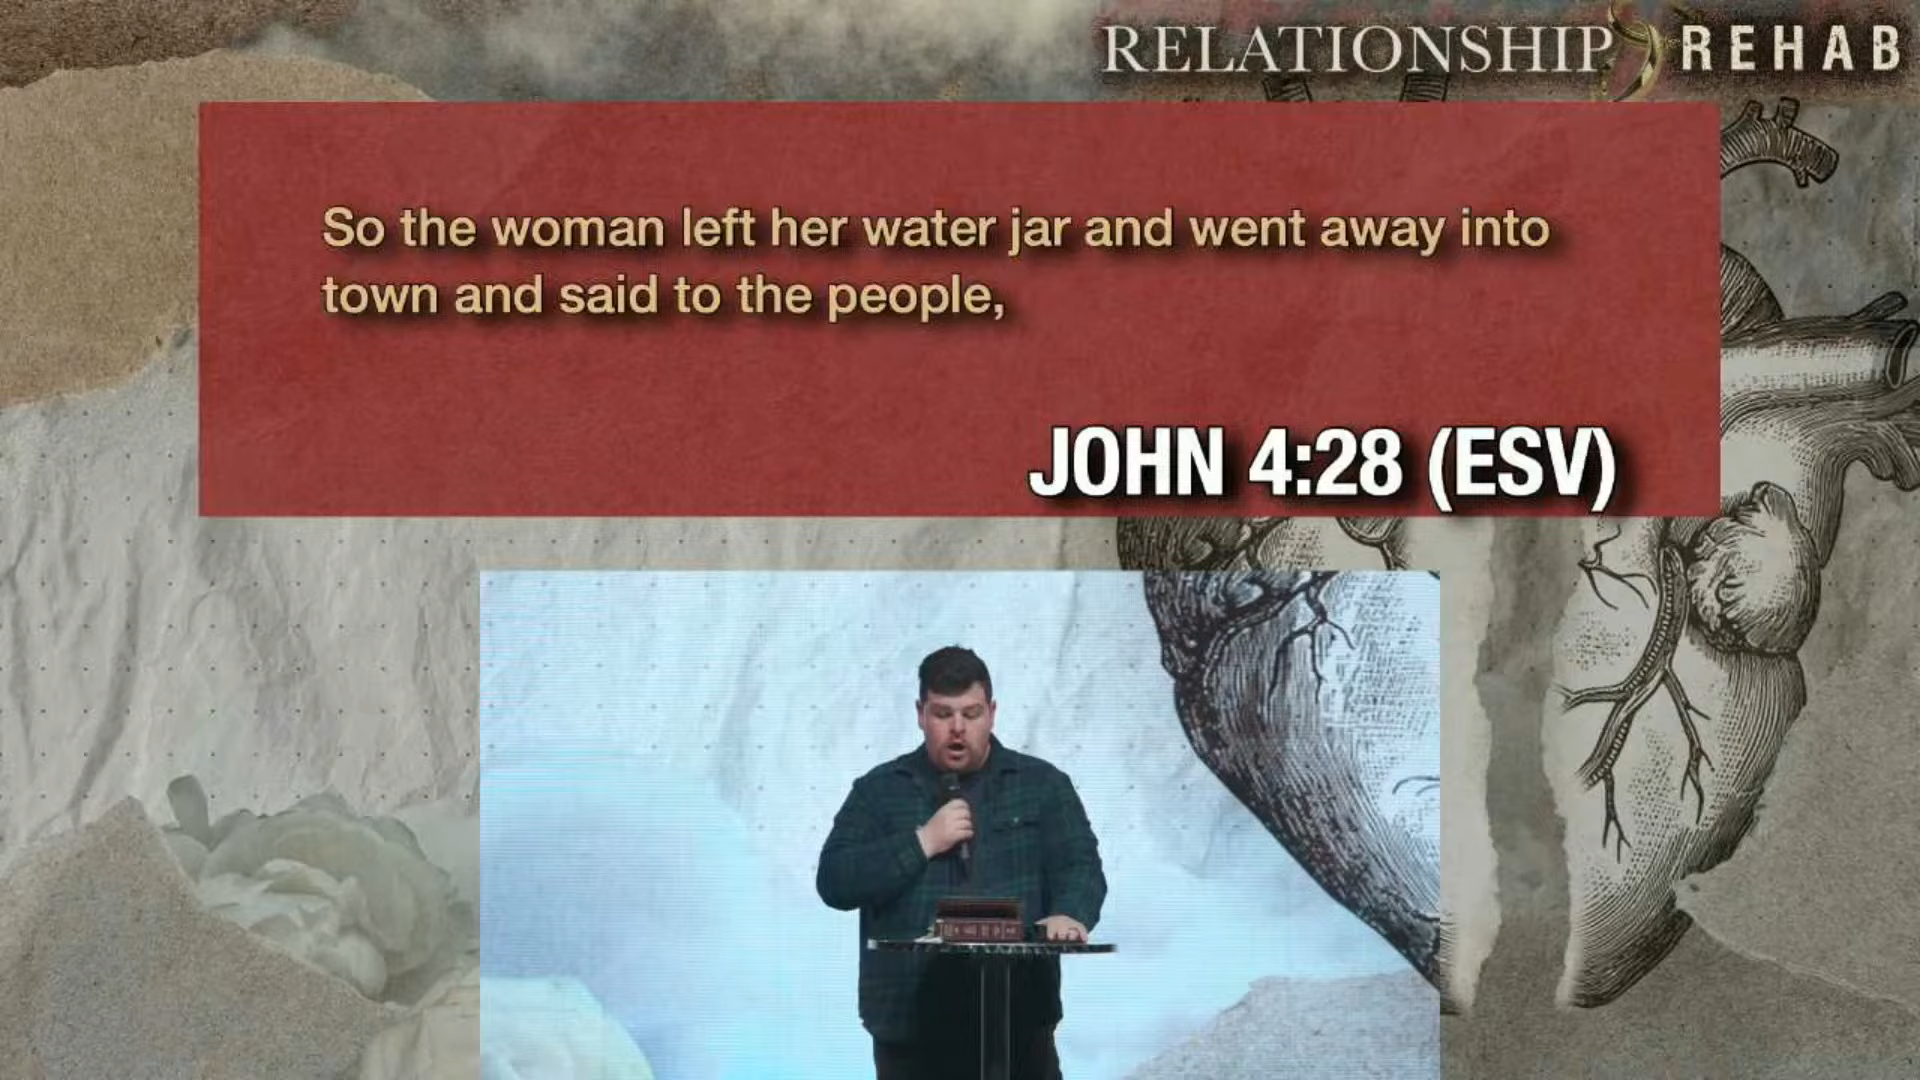 RELATIONSHIP REHAB
So the woman left her water jar and went away into
town and said to the people,
JOHN 4:28 (ESV)